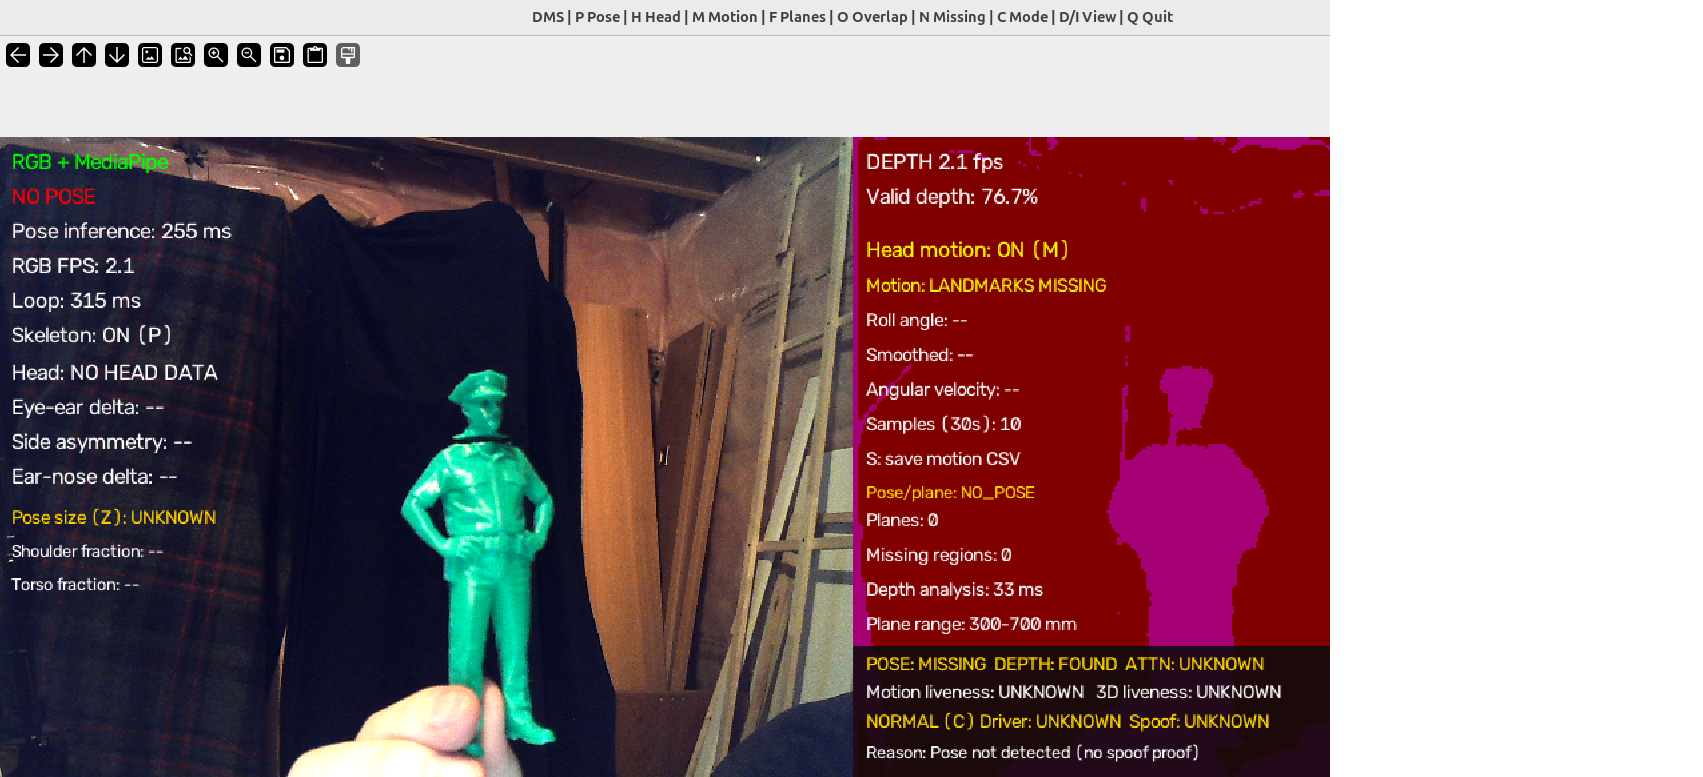 DMS | P Pose | H Head | M Motion | F Planes | O Overlap | N Missing | C Mode | D/I View | Q Quit
RGB + MediaPipe
NO POSE
Pose inference: 255 ms
RGB FPS: 2.1
Loop: 315 ms
Skeleton: ON (P)
Head: NO HEAD DATA
Eye-ear delta: --
Side asymmetry: --
Ear-nose delta: --
Pose size (Z): UNKNOWN
Shoulder fraction: --
Torso fraction: --
DEPTH 2.1 fps
Valid depth: 76.7%
Head motion: ON (M)
Motion: LANDMARKS MISSING
Roll angle: --
Smoothed: --
Angular velocity: --
Samples (30s): 10
S: save motion CSV
Pose/plane: NO_POSE
Planes: 0
Missing regions: 0
Depth analysis: 33 ms
Plane range: 300-700 mm
POSE: MISSING DEPTH: FOUND ATTN: UNKNOWN
Motion liveness: UNKNOWN 3D liveness: UNKNOWN
NORMAL (C) Driver: UNKNOWN Spoof: UNKNOWN
Reason: Pose not detected (no spoof proof)